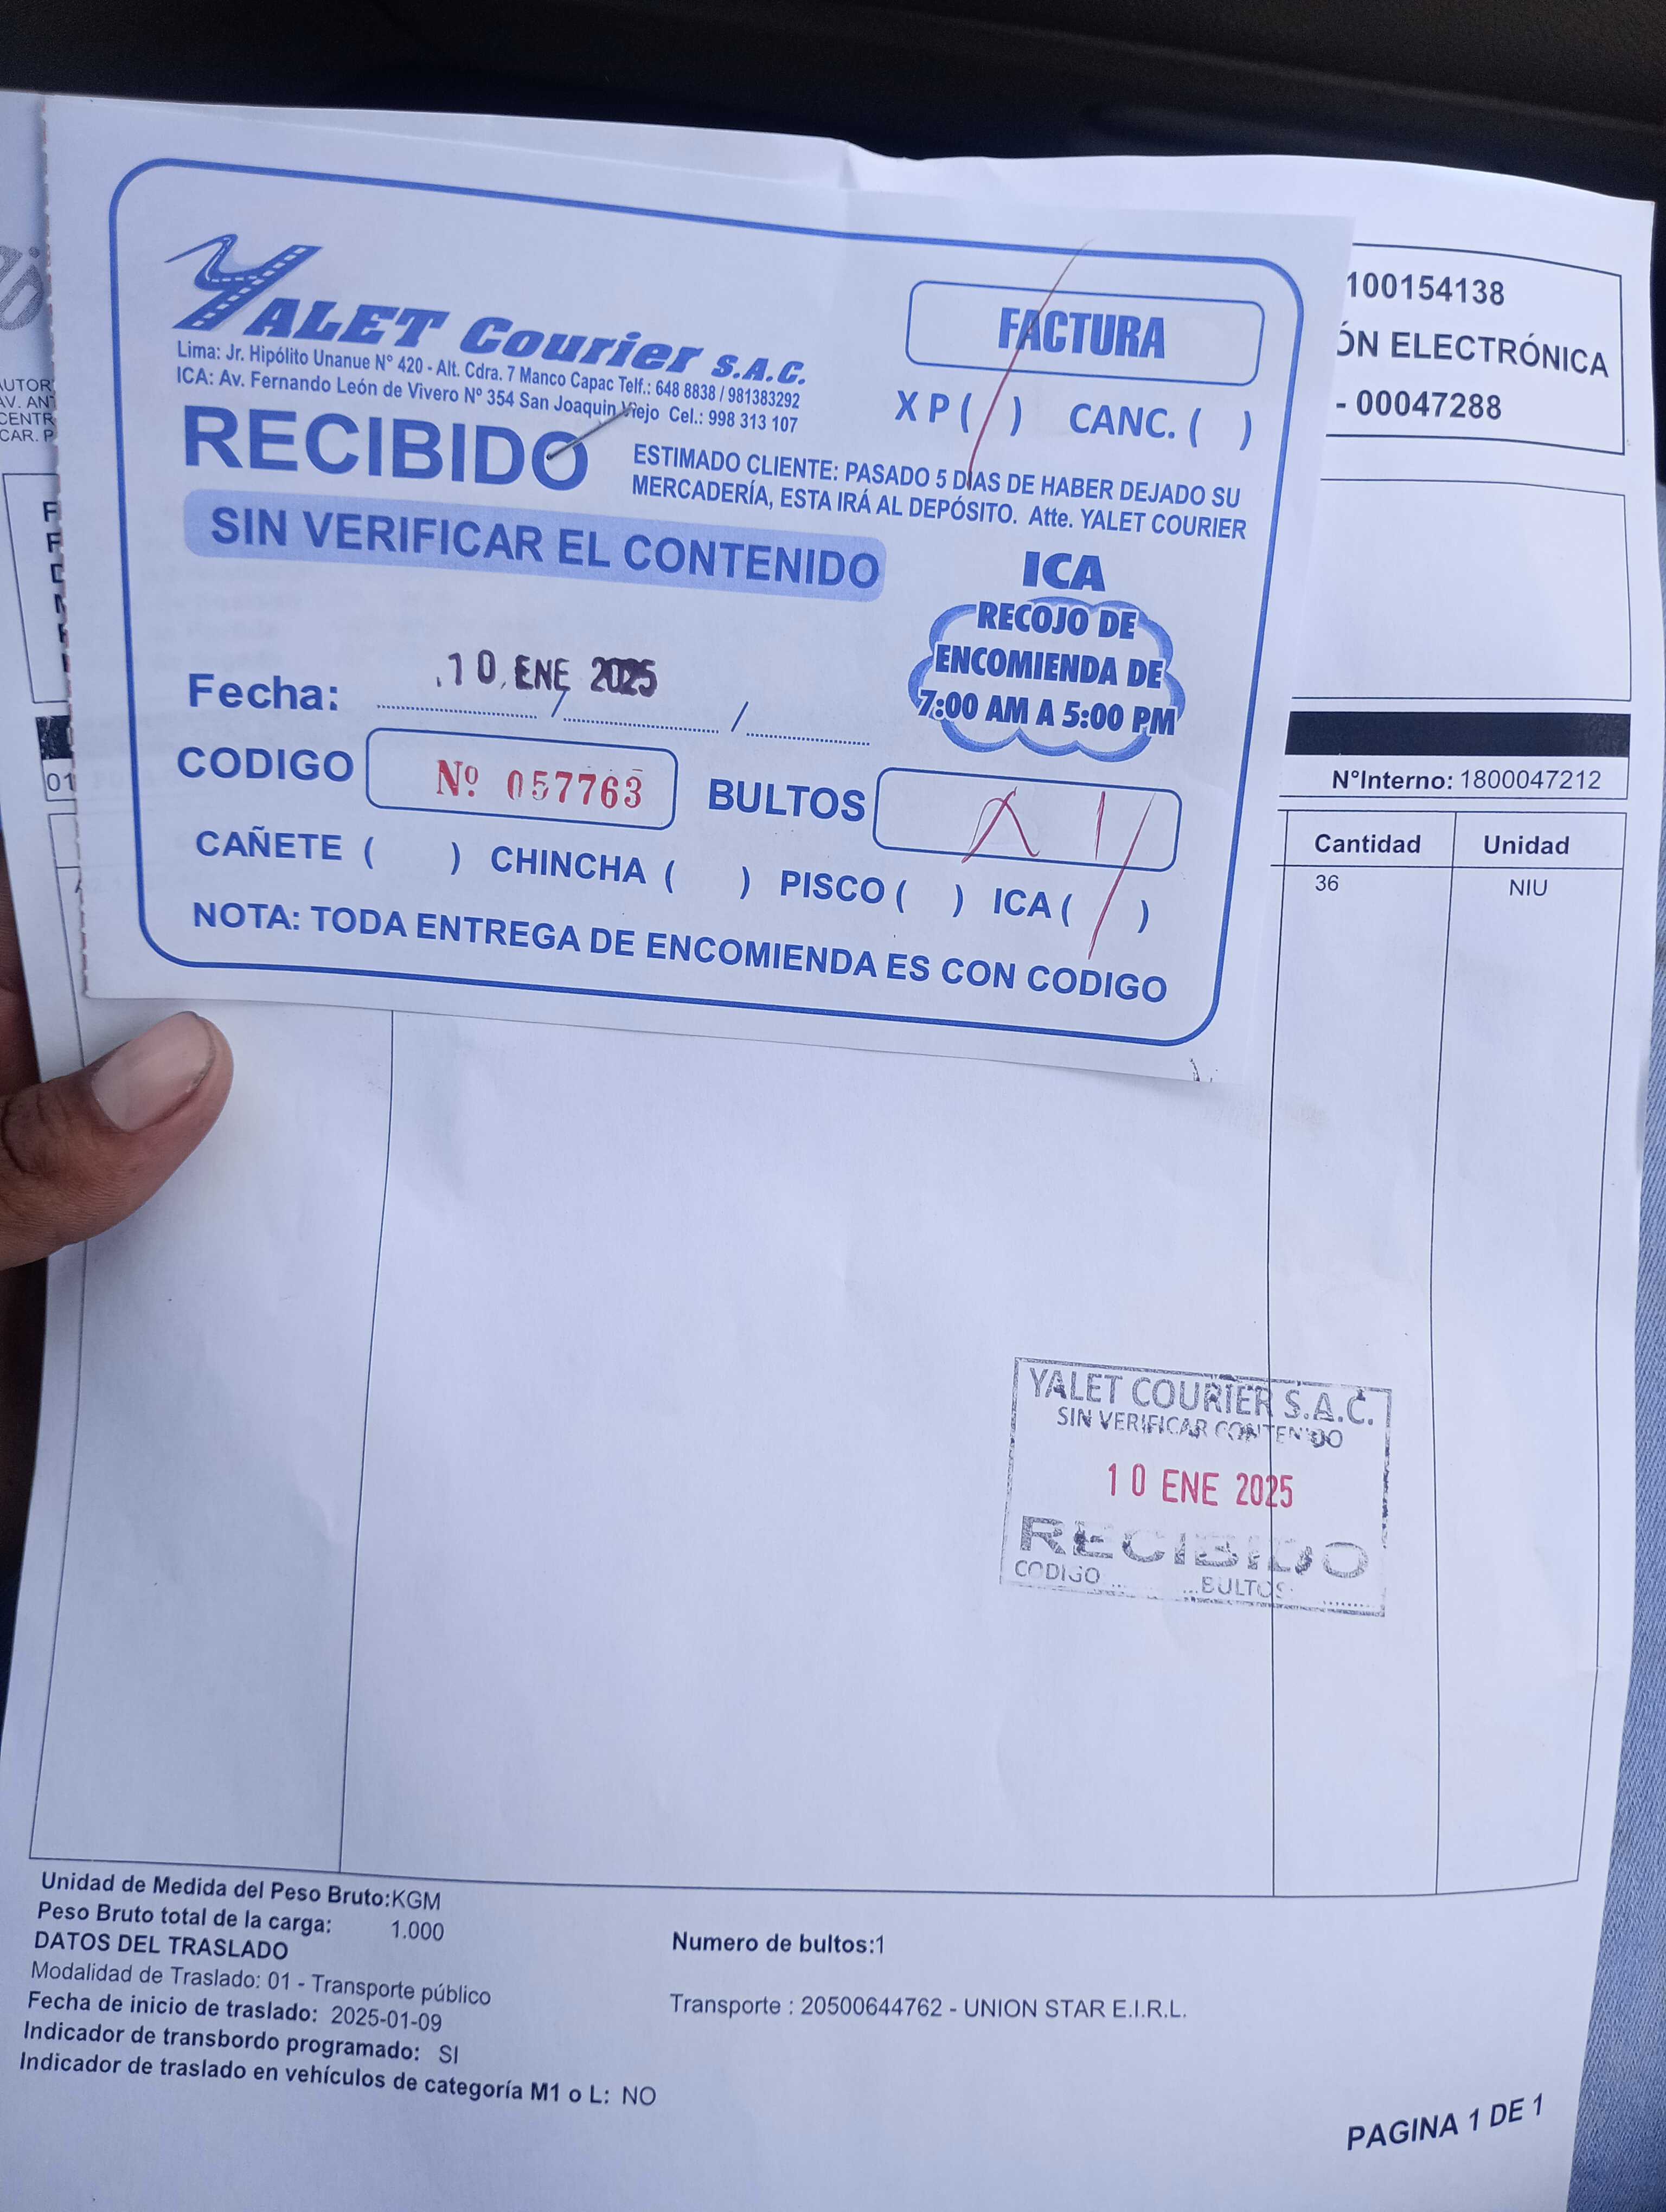 YALET Courier S.A.C.
Lima: Jr. Hipólito Unanue N° 420 - Alt. Cdra. 7 Manco Capac Telf.: 648 8838 / 981383292
ICA: Av. Fernando León de Vivero Nº 354 San Joaquin Viejo Cel.: 998 313 107
FACTURA
X P ( / ) CANC. ( )
RECIBIDO
ESTIMADO CLIENTE: PASADO 5 DIAS DE HABER DEJADO SU
MERCADERÍA, ESTA IRÁ AL DEPÓSITO. Atte. YALET COURIER
SIN VERIFICAR EL CONTENIDO
ICA
RECOJO DE
ENCOMIENDA DE
7:00 AM A 5:00 PM
Fecha: 10 ENE 2025
CODIGO Nº 057763 BULTOS 1
CAÑETE ( ) CHINCHA ( ) PISCO ( ) ICA ( / )
NOTA: TODA ENTREGA DE ENCOMIENDA ES CON CODIGO
100154138
ÓN ELECTRÓNICA
- 00047288
AUTOR
AV. AN
CENTR
CAR. P
01
N°Interno: 1800047212
Cantidad Unidad
36 NIU
YALET COURIER S.A.C.
SIN VERIFICAR CONTENIDO
10 ENE 2025
RECIBIDO
CODIGO ... ...BULTOS
Unidad de Medida del Peso Bruto:KGM
Peso Bruto total de la carga: 1.000
DATOS DEL TRASLADO
Numero de bultos:1
Modalidad de Traslado: 01 - Transporte público
Fecha de inicio de traslado: 2025-01-09
Transporte : 20500644762 - UNION STAR E.I.R.L.
Indicador de transbordo programado: SI
Indicador de traslado en vehículos de categoría M1 o L: NO
PAGINA 1 DE 1